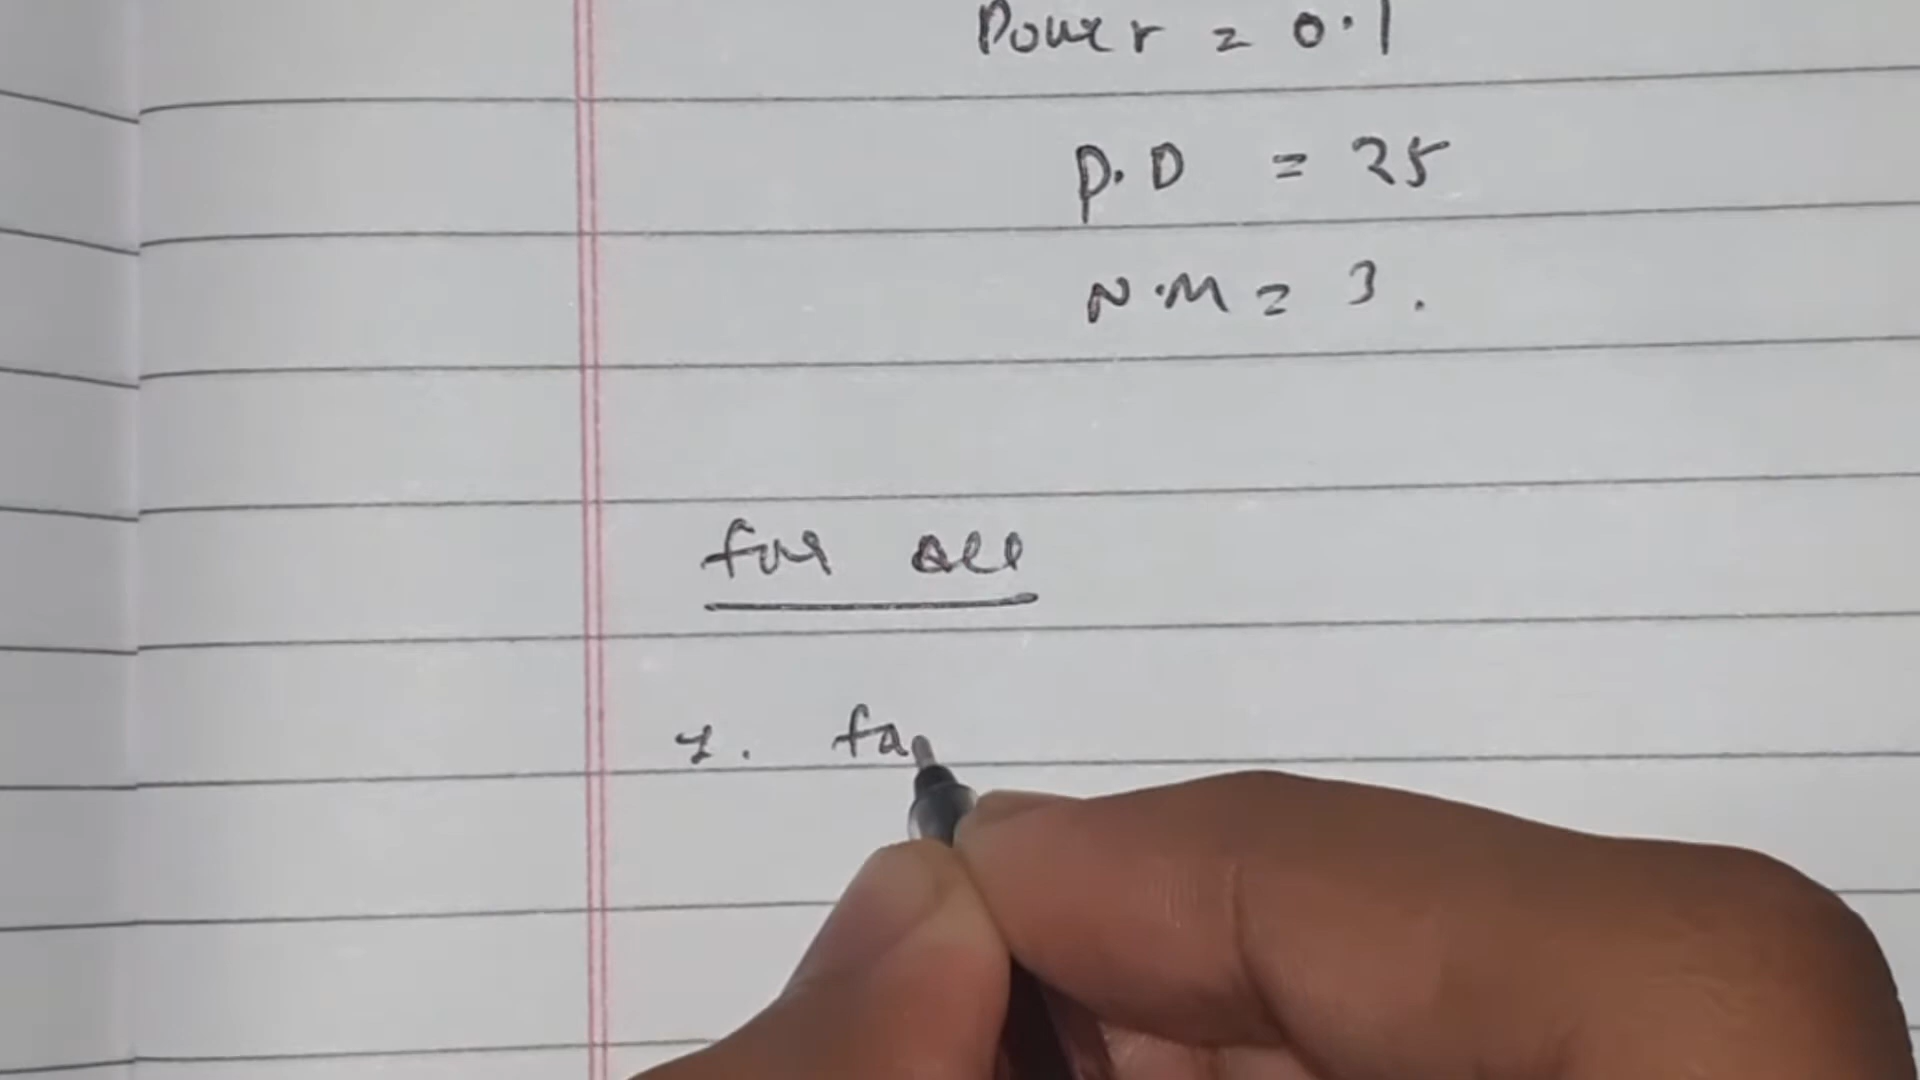 Power = 0.1
P.D = 25
N.M = 3.
for all
1. fa